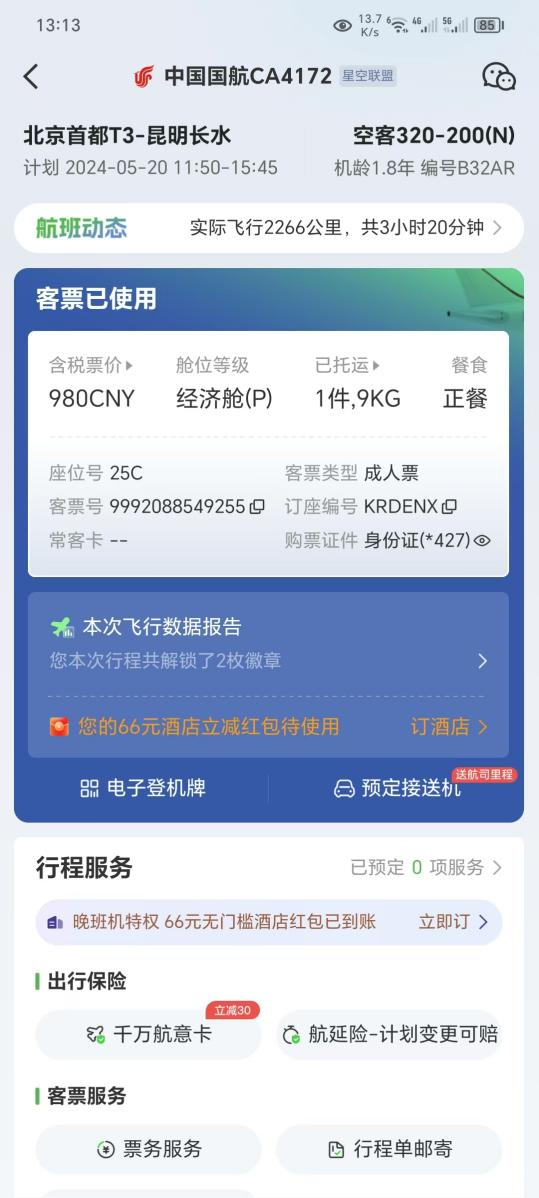 13:13
13.7 K/s 6 4G 5G 85
中国国航CA4172 星空联盟
北京首都T3-昆明长水 空客320-200(N)
计划 2024-05-20 11:50-15:45 机龄1.8年 编号B32AR
航班动态 实际飞行2266公里，共3小时20分钟
客票已使用
含税票价 舱位等级 已托运 餐食
980CNY 经济舱(P) 1件,9KG 正餐
座位号 25C 客票类型 成人票
客票号 9992088549255 订座编号 KRDENX
常客卡 -- 购票证件 身份证(*427)
本次飞行数据报告
您本次行程共解锁了2枚徽章
您的66元酒店立减红包待使用 订酒店
送航司里程
电子登机牌 预定接送机
行程服务 已预定 0 项服务
晚班机特权 66元无门槛酒店红包已到账 立即订
出行保险
立减30
千万航意卡 航延险-计划变更可赔
客票服务
票务服务 行程单邮寄